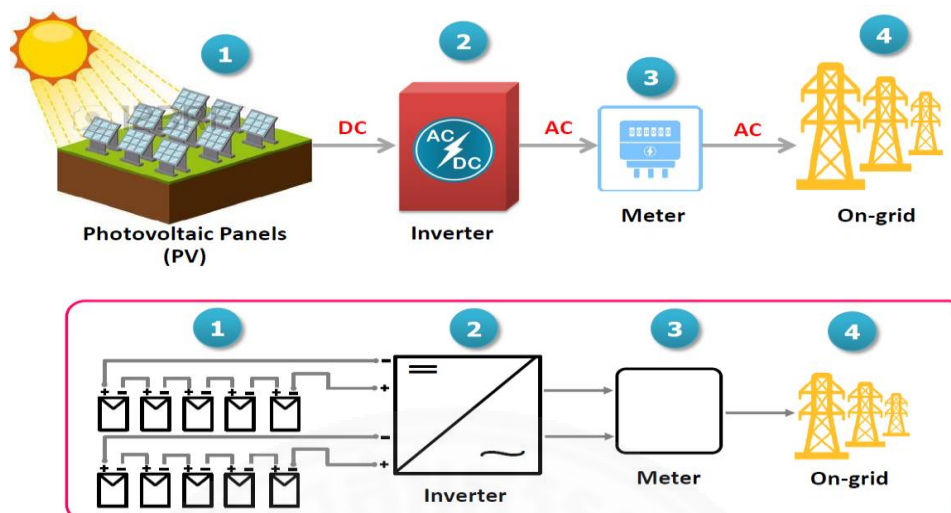 1
2
3
4
DC
AC
DC
AC
AC
Photovoltaic Panels
(PV)
Inverter
Meter
On-grid
1
2
3
4
−
+
+ − + − + − + − + −
−
+
+ − + − + − + − + −
Inverter
Meter
On-grid